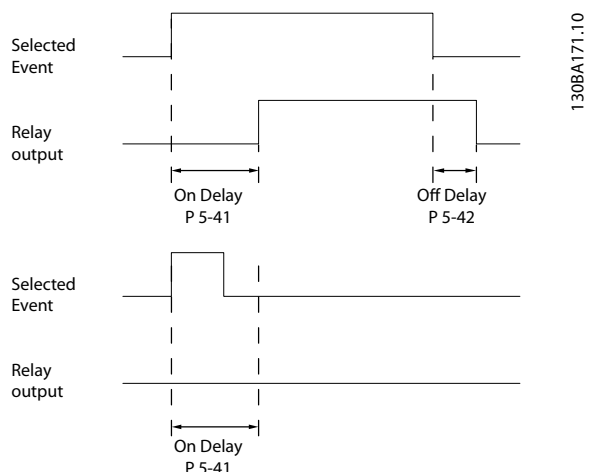 Selected
Event
Relay
output
On Delay
P 5-41
Off Delay
P 5-42
Selected
Event
Relay
output
On Delay
P 5-41
130BA171.10